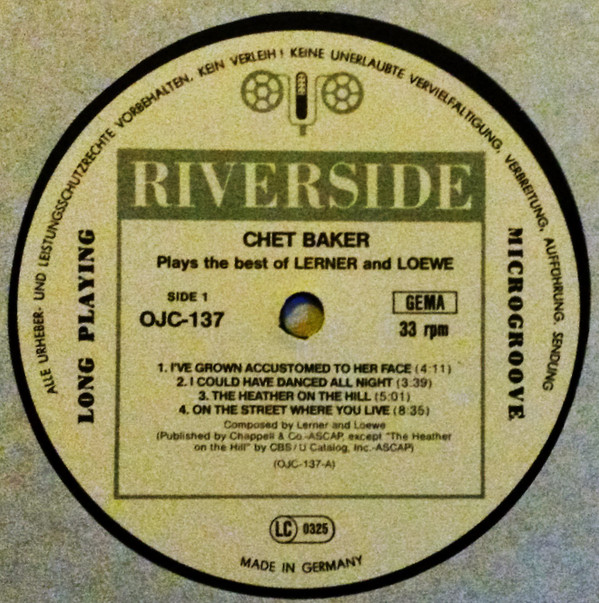 ALLE URHEBER- UND LEISTUNGSSCHUTZRECHTE VORBEHALTEN, KEIN VERLEIH! KEINE UNERLAUBTE VERVIELFÄLTIGUNG, VERBREITUNG, AUFFÜHRUNG, SENDUNG
RIVERSIDE
LONG PLAYING
MICROGROOVE
CHET BAKER
Plays the best of LERNER and LOEWE
SIDE 1
OJC-137
GEMA
33 rpm
1. I'VE GROWN ACCUSTOMED TO HER FACE (4:11)
2. I COULD HAVE DANCED ALL NIGHT (3:39)
3. THE HEATHER ON THE HILL (5:01)
4. ON THE STREET WHERE YOU LIVE (8:35)
Composed by Lerner and Loewe
(Published by Chappell & Co.-ASCAP, except "The Heather
on the Hill" by CBS/U Catalog, Inc.-ASCAP)
(OJC-137-A)
LC 0325
MADE IN GERMANY